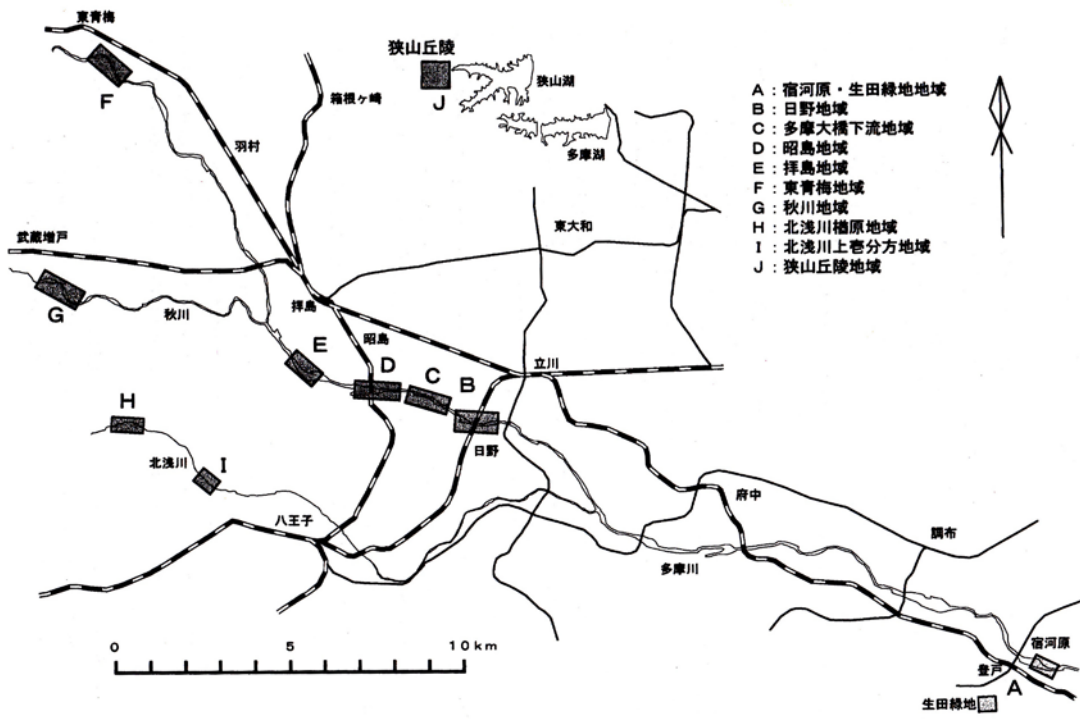 東青梅
F
狭山丘陵
J
狭山湖
箱根ヶ崎
羽村
多摩湖
A：宿河原・生田緑地地域
B：日野地域
C：多摩大橋下流地域
D：昭島地域
E：拝島地域
F：東青梅地域
G：秋川地域
H：北浅川楢原地域
I：北浅川上壱分方地域
J：狭山丘陵地域
武蔵増戸
東大和
G
秋川
拝島
昭島
E
D
C
B
立川
H
I
北浅川
日野
八王子
府中
調布
多摩川
0 5 10km
宿河原
登戸
A
生田緑地